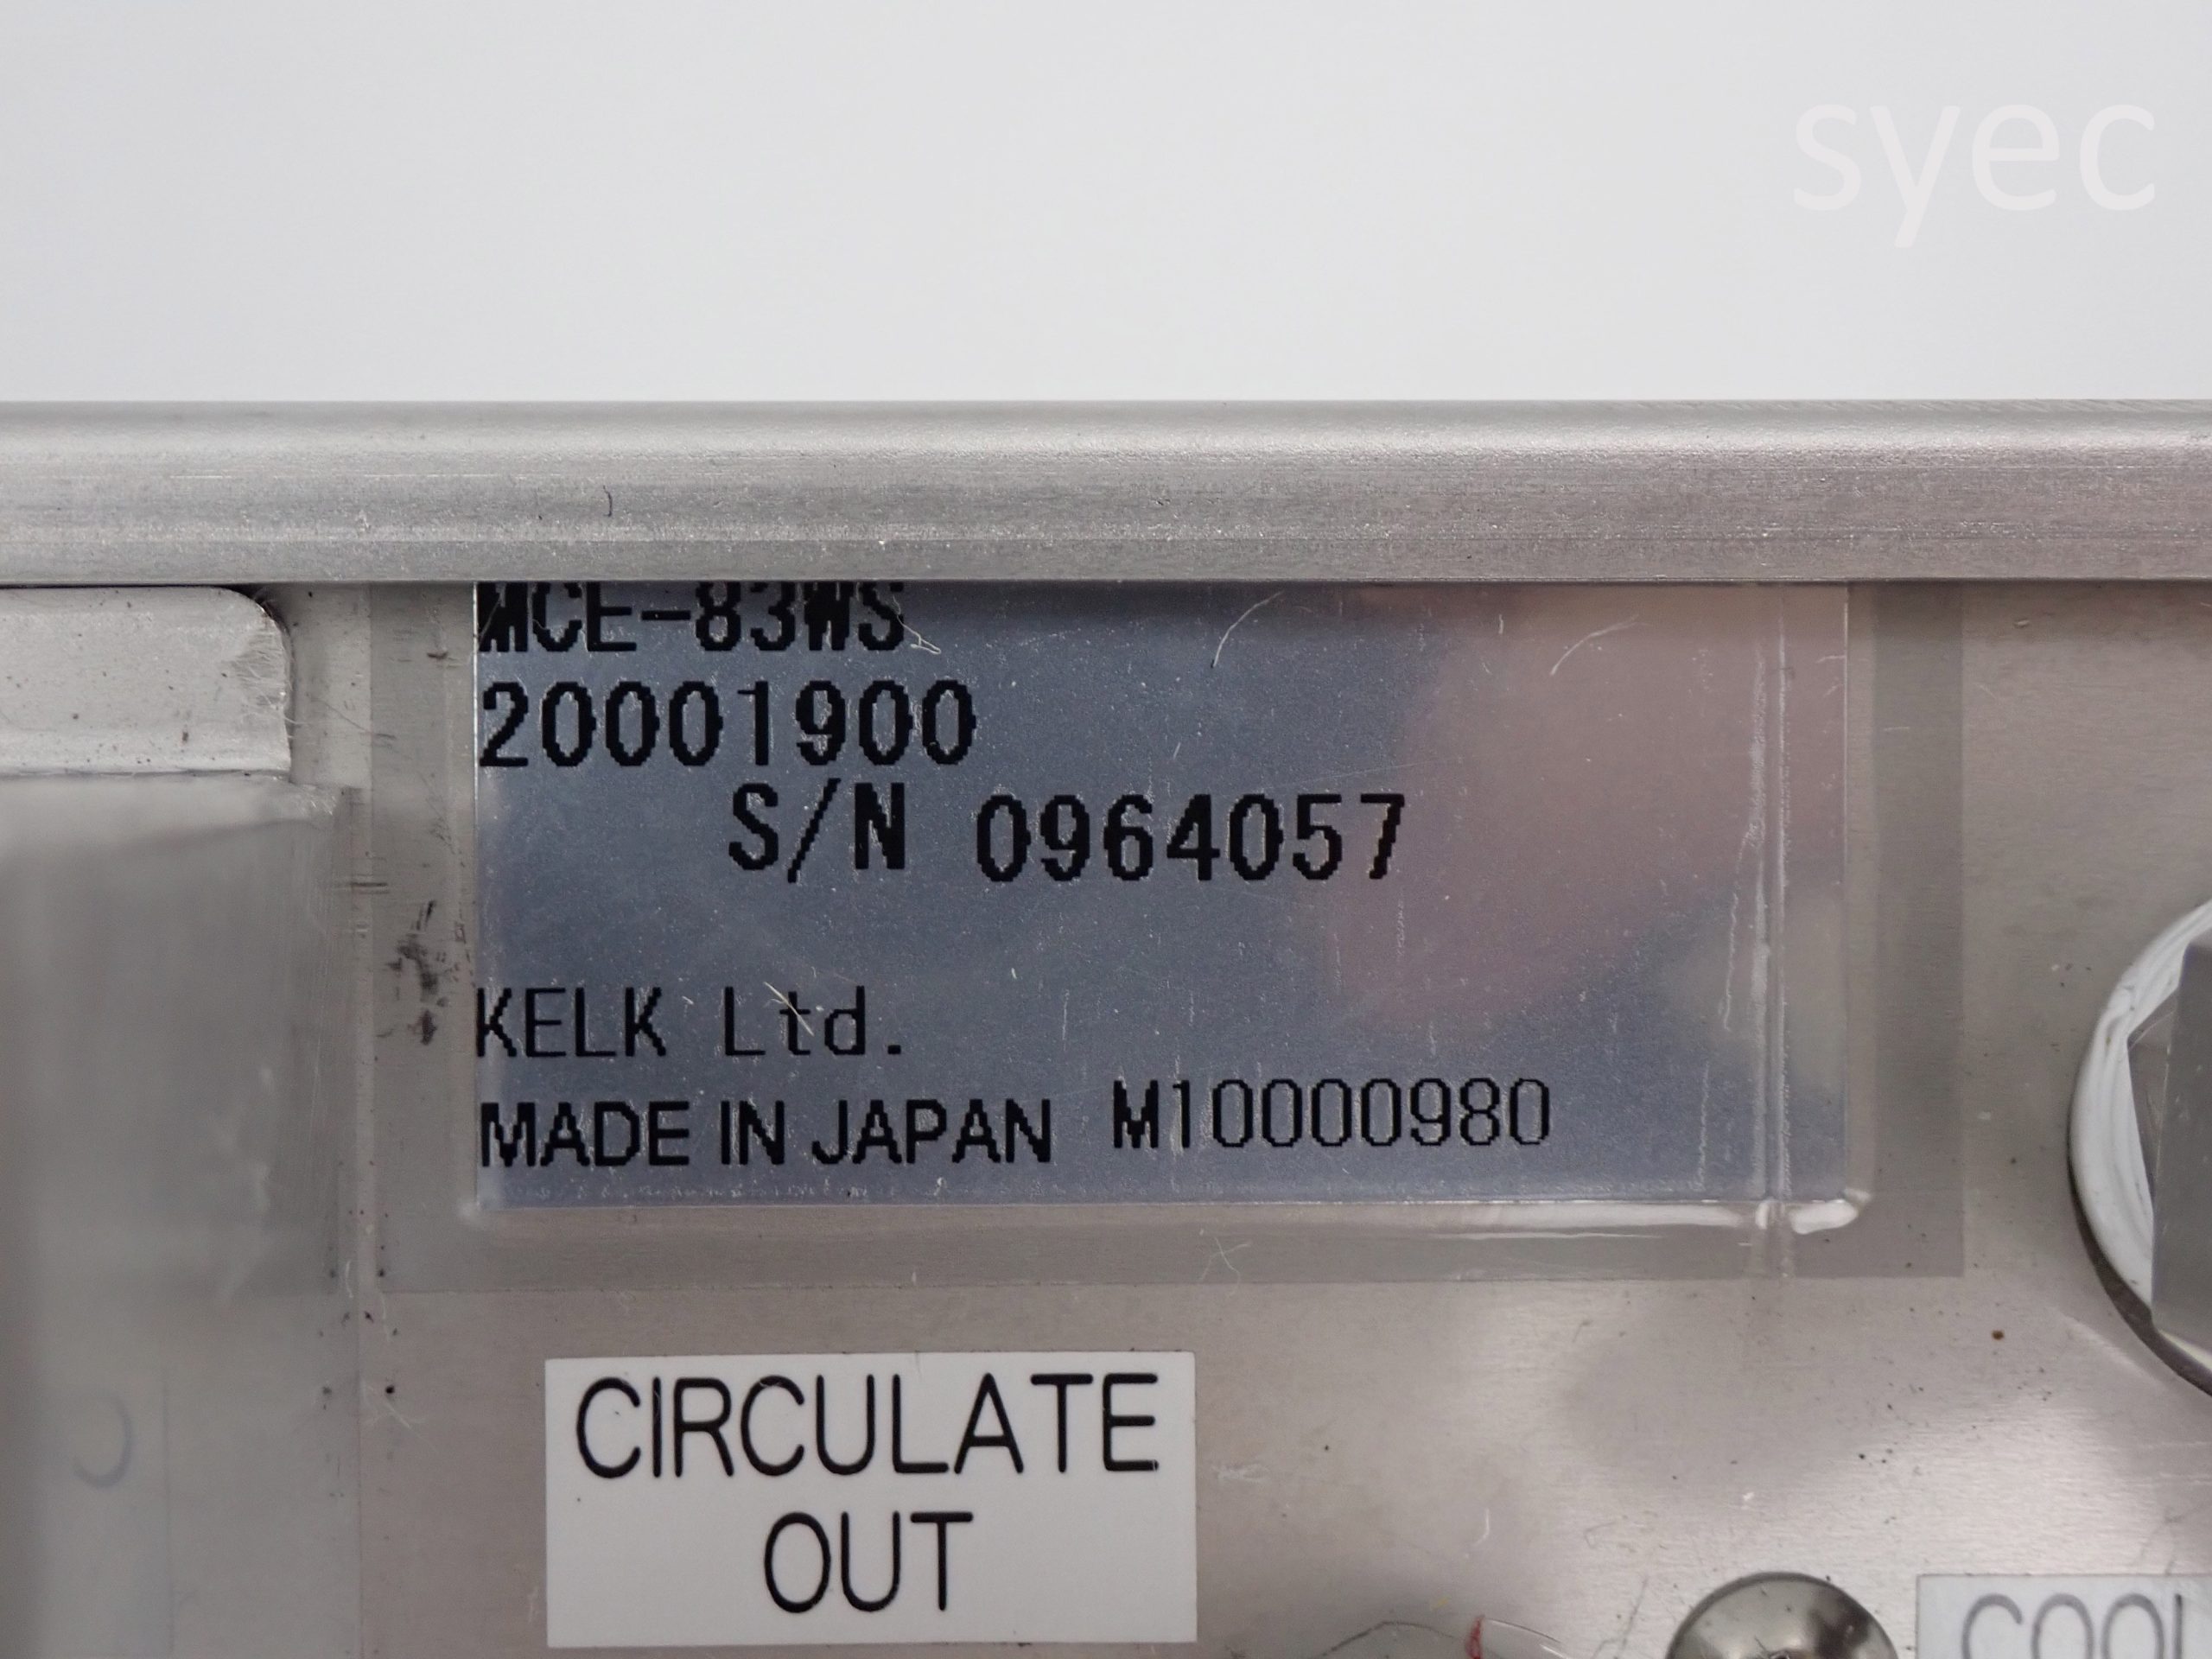 syec
MCE-83WS
20001900
S/N 0964057
KELK Ltd.
MADE IN JAPAN M10000980
CIRCULATE
OUT